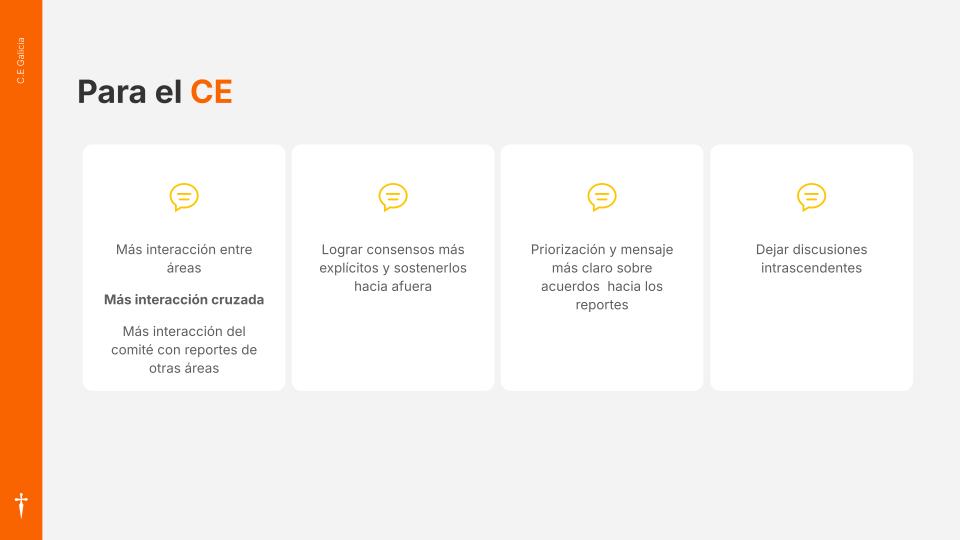 C.E Galicia
Para el CE
Más interacción entre
áreas
Más interacción cruzada
Más interacción del
comité con reportes de
otras áreas
Lograr consensos más
explícitos y sostenerlos
hacia afuera
Priorización y mensaje
más claro sobre
acuerdos  hacia los
reportes
Dejar discusiones
intrascendentes